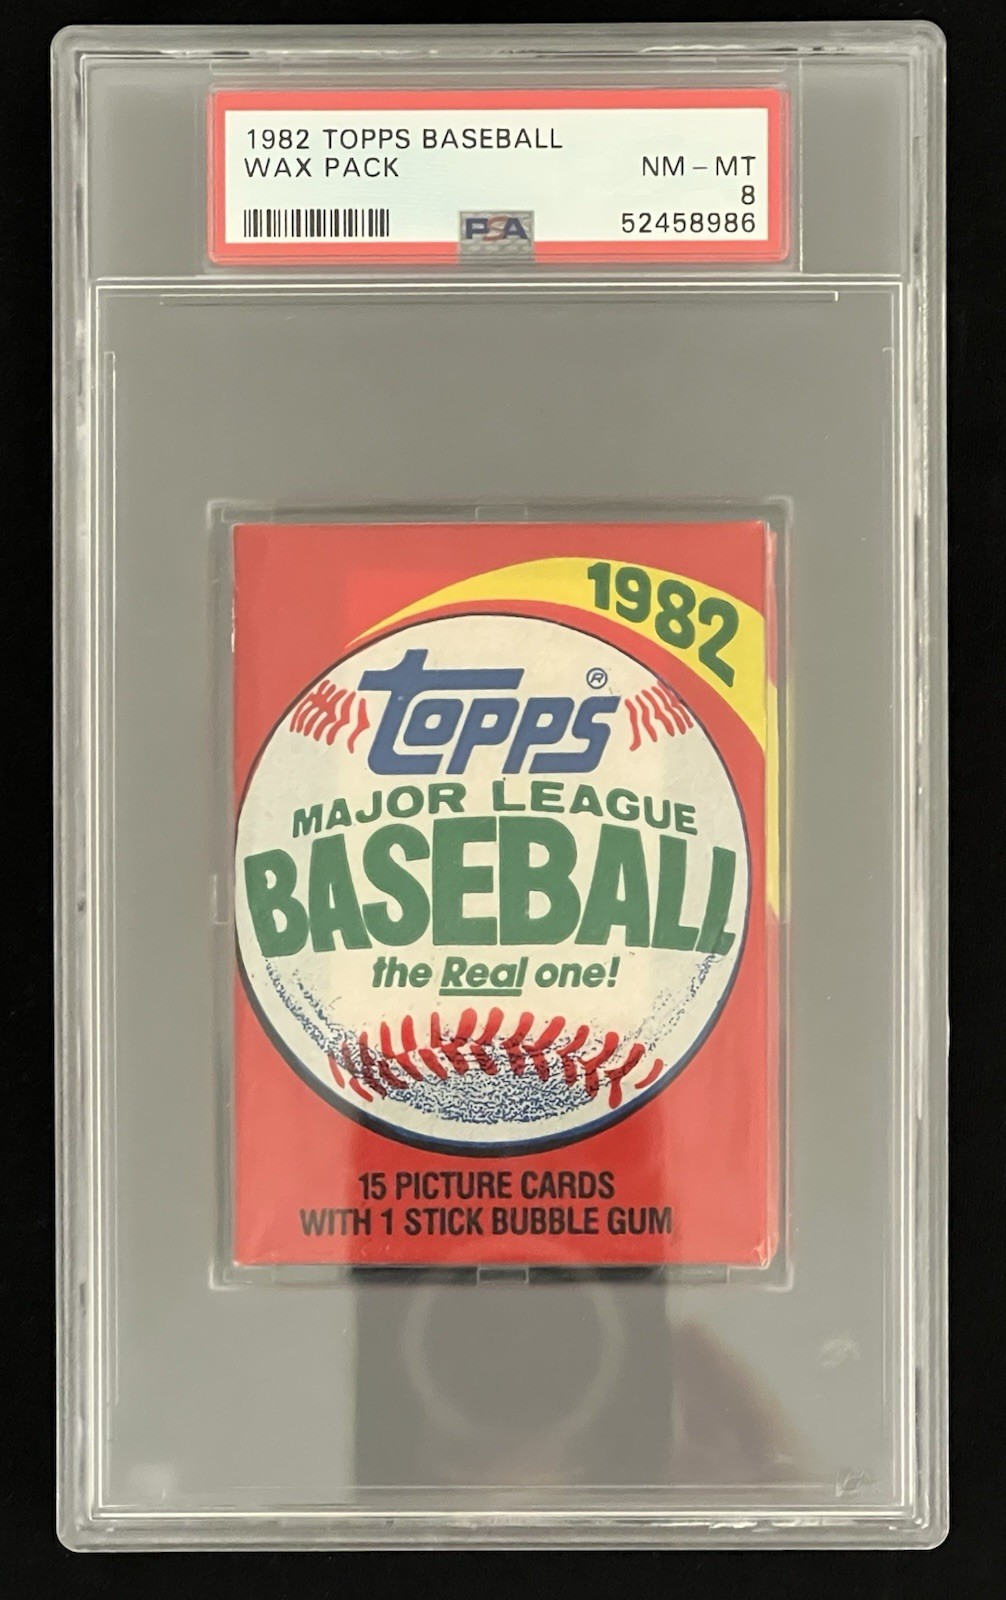 1982 TOPPS BASEBALL
WAX PACK
NM - MT
8
52458986
PSA
1982
Topps®
MAJOR LEAGUE
BASEBALL
the Real one!
15 PICTURE CARDS
WITH 1 STICK BUBBLE GUM